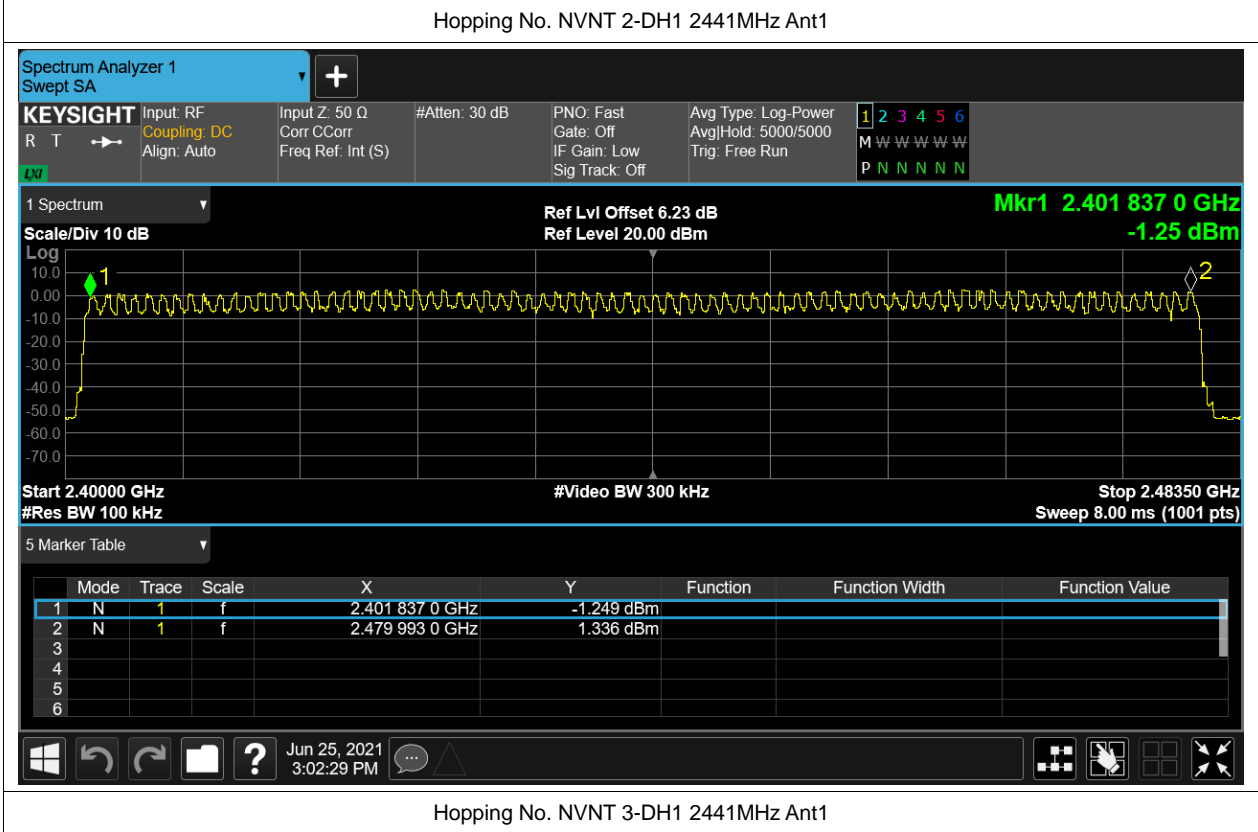 Hopping No. NVNT 2-DH1 2441MHz Ant1
Spectrum Analyzer 1
Swept SA
KEYSIGHT
R T
LXI
Input: RF
Coupling: DC
Align: Auto
Input Z: 50 Ω
Corr CCorr
Freq Ref: Int (S)
#Atten: 30 dB
PNO: Fast
Gate: Off
IF Gain: Low
Sig Track: Off
Avg Type: Log-Power
Avg|Hold: 5000/5000
Trig: Free Run
1 2 3 4 5 6
M W W W W W
P N N N N N
1 Spectrum
Scale/Div 10 dB
Ref Lvl Offset 6.23 dB
Ref Level 20.00 dBm
Mkr1 2.401 837 0 GHz
-1.25 dBm
Log
10.0
0.00
-10.0
-20.0
-30.0
-40.0
-50.0
-60.0
-70.0
1
2
Start 2.40000 GHz
#Res BW 100 kHz
#Video BW 300 kHz
Stop 2.48350 GHz
Sweep 8.00 ms (1001 pts)
5 Marker Table
Mode Trace Scale X Y Function Function Width Function Value
1 N 1 f 2.401 837 0 GHz -1.249 dBm
2 N 1 f 2.479 993 0 GHz 1.336 dBm
3
4
5
6
?
Jun 25, 2021
3:02:29 PM
Hopping No. NVNT 3-DH1 2441MHz Ant1